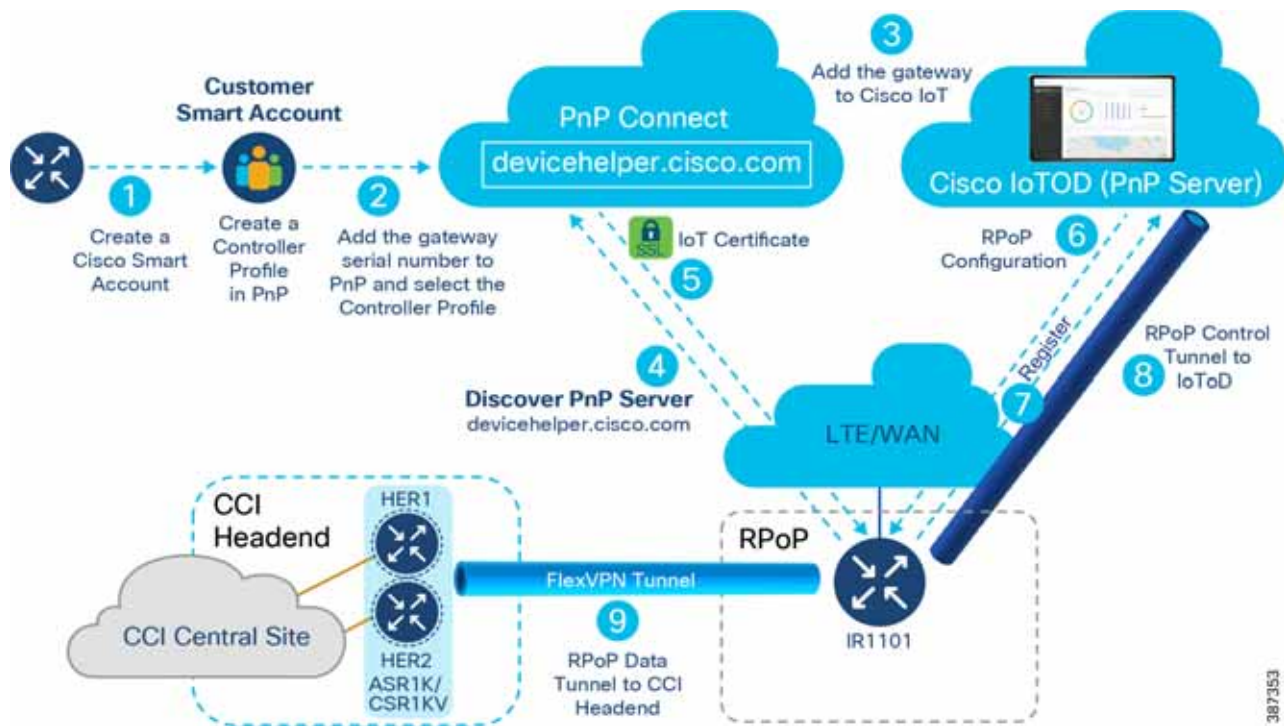 Customer
Smart Account
1
Create a
Cisco Smart
Account
Create a
Controller
Profile
in PnP
2
Add the gateway
serial number to
PnP and select the
Controller Profile
PnP Connect
devicehelper.cisco.com
3
Add the gateway
to Cisco IoT
Cisco IoTOD (PnP Server)
SSL
IoT Certificate
5
4
Discover PnP Server
devicehelper.cisco.com
6
RPoP
Configuration
Register
7
RPoP Control
Tunnel to
IoToD
8
LTE/WAN
CCI
Headend
HER1
CCI Central Site
HER2
ASR1K/
CSR1KV
FlexVPN Tunnel
9
RPoP Data
Tunnel to CCI
Headend
RPoP
IR1101
387353